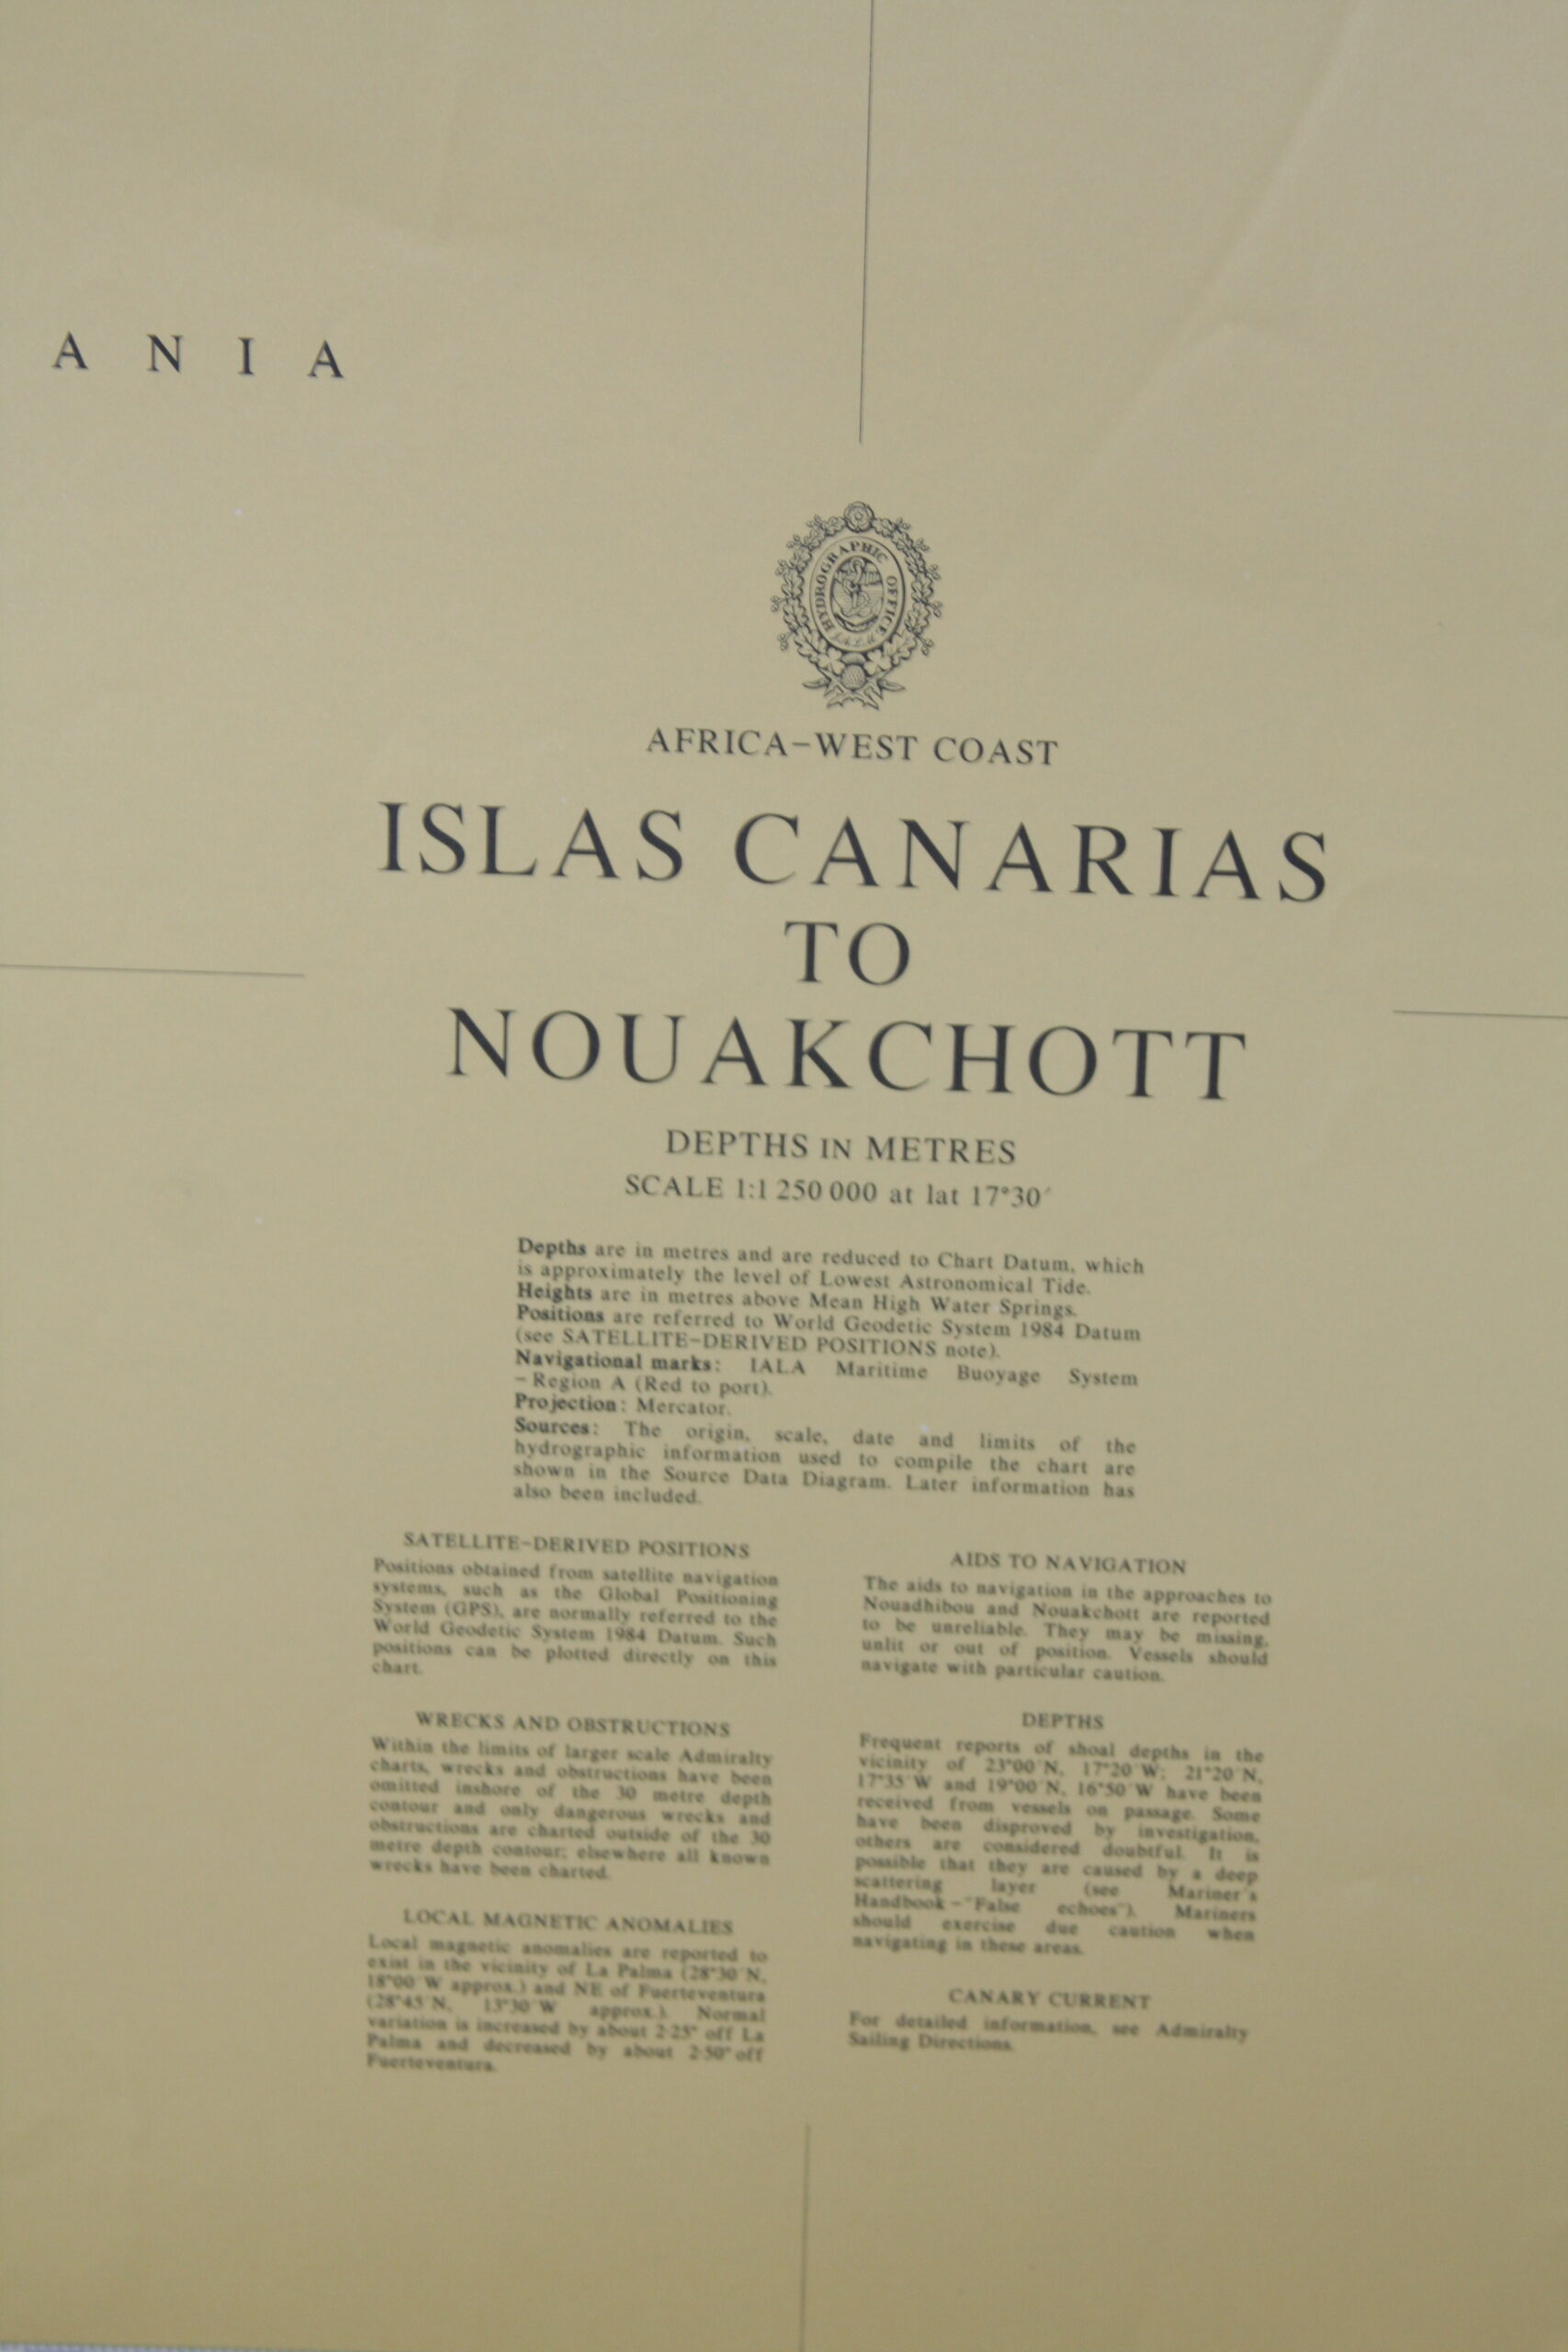 A N I A
HYDROGRAPHIC OFFICE
AFRICA–WEST COAST
ISLAS CANARIAS
TO
NOUAKCHOTT
DEPTHS IN METRES
SCALE 1:1 250 000 at lat 17°30´
Depths are in metres and are reduced to Chart Datum, which
is approximately the level of Lowest Astronomical Tide.
Heights are in metres above Mean High Water Springs.
Positions are referred to World Geodetic System 1984 Datum
(see SATELLITE–DERIVED POSITIONS note).
Navigational marks: IALA Maritime Buoyage System
– Region A (Red to port).
Projection: Mercator.
Sources: The origin, scale, date and limits of the
hydrographic information used to compile the chart are
shown in the Source Data Diagram. Later information has
also been included.
SATELLITE–DERIVED POSITIONS
Positions obtained from satellite navigation
systems, such as the Global Positioning
System (GPS), are normally referred to the
World Geodetic System 1984 Datum. Such
positions can be plotted directly on this
chart.
WRECKS AND OBSTRUCTIONS
Within the limits of larger scale Admiralty
charts, wrecks and obstructions have been
omitted inshore of the 30 metre depth
contour and only dangerous wrecks and
obstructions are charted outside of the 30
metre depth contour; elsewhere all known
wrecks have been charted.
LOCAL MAGNETIC ANOMALIES
Local magnetic anomalies are reported to
exist in the vicinity of La Palma (28°30´N,
18°00´W approx.) and NE of Fuerteventura
(28°45´N, 13°30´W approx.). Normal
variation is increased by about 2·25° off La
Palma and decreased by about 2·50° off
Fuerteventura.
AIDS TO NAVIGATION
The aids to navigation in the approaches to
Nouadhibou and Nouakchott are reported
to be unreliable. They may be missing,
unlit or out of position. Vessels should
navigate with particular caution.
DEPTHS
Frequent reports of shoal depths in the
vicinity of 23°00´N, 17°20´W; 21°20´N,
17°35´W and 19°00´N, 16°50´W have been
received from vessels on passage. Some
have been disproved by investigation,
others are considered doubtful. It is
possible that they are caused by a deep
scattering layer (see Mariner's
Handbook – "False echoes"). Mariners
should exercise due caution when
navigating in these areas.
CANARY CURRENT
For detailed information, see Admiralty
Sailing Directions.